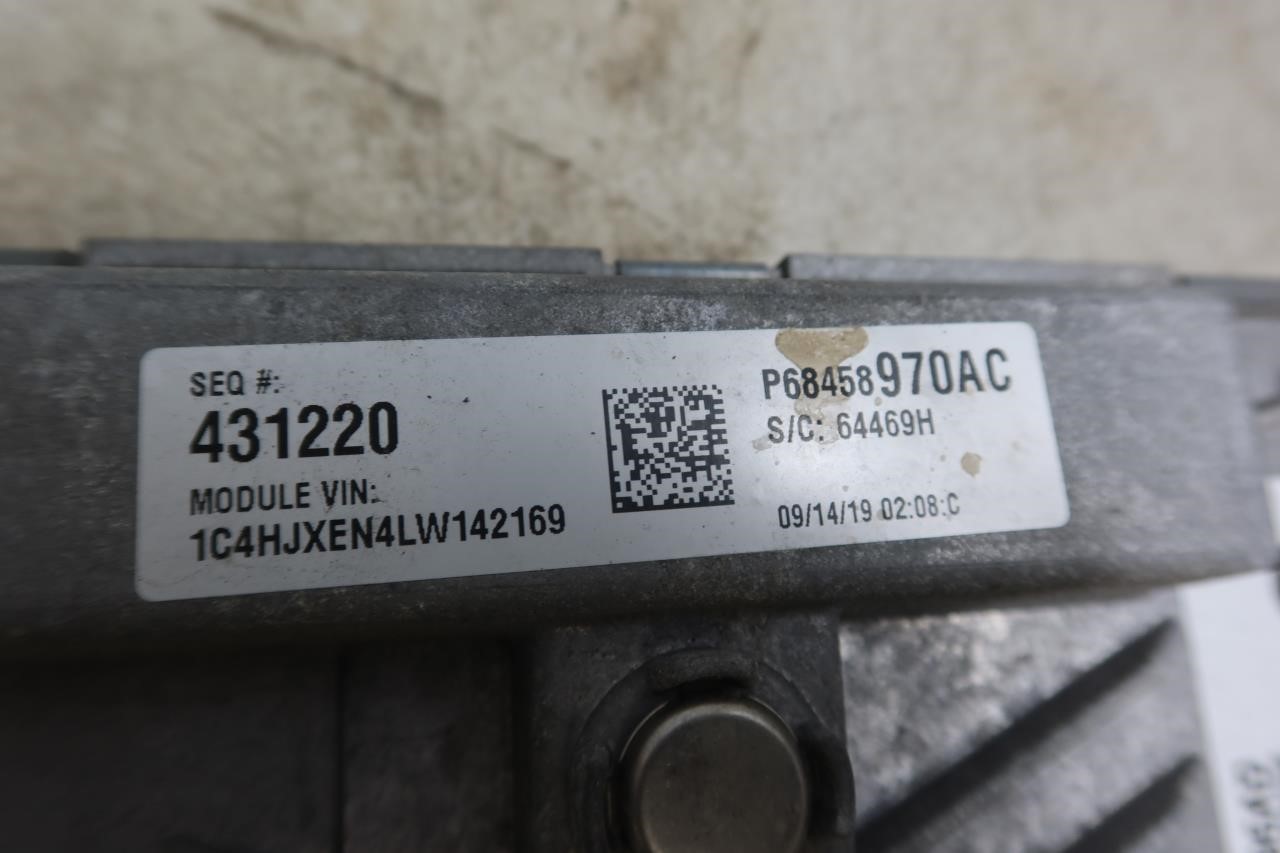 SEQ #:
431220
MODULE VIN:
1C4HJXEN4LW142169
P68458970AC
S/C: 64469H
09/14/19 02:08:C